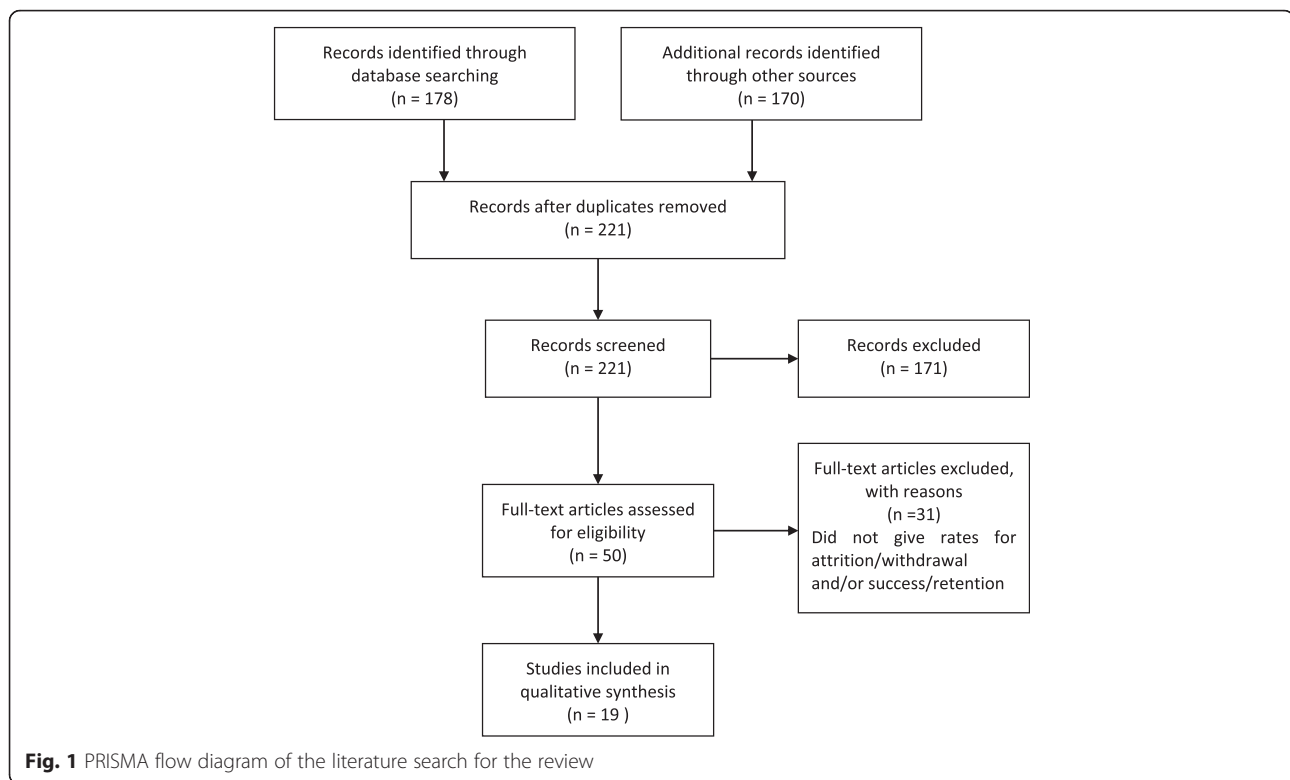 Records identified through
database searching
(n = 178)
Additional records identified
through other sources
(n = 170)
Records after duplicates removed
(n = 221)
Records screened
(n = 221)
Records excluded
(n = 171)
Full-text articles assessed
for eligibility
(n = 50)
Full-text articles excluded,
with reasons
(n =31)
Did not give rates for
attrition/withdrawal
and/or success/retention
Studies included in
qualitative synthesis
(n = 19 )
Fig. 1 PRISMA flow diagram of the literature search for the review